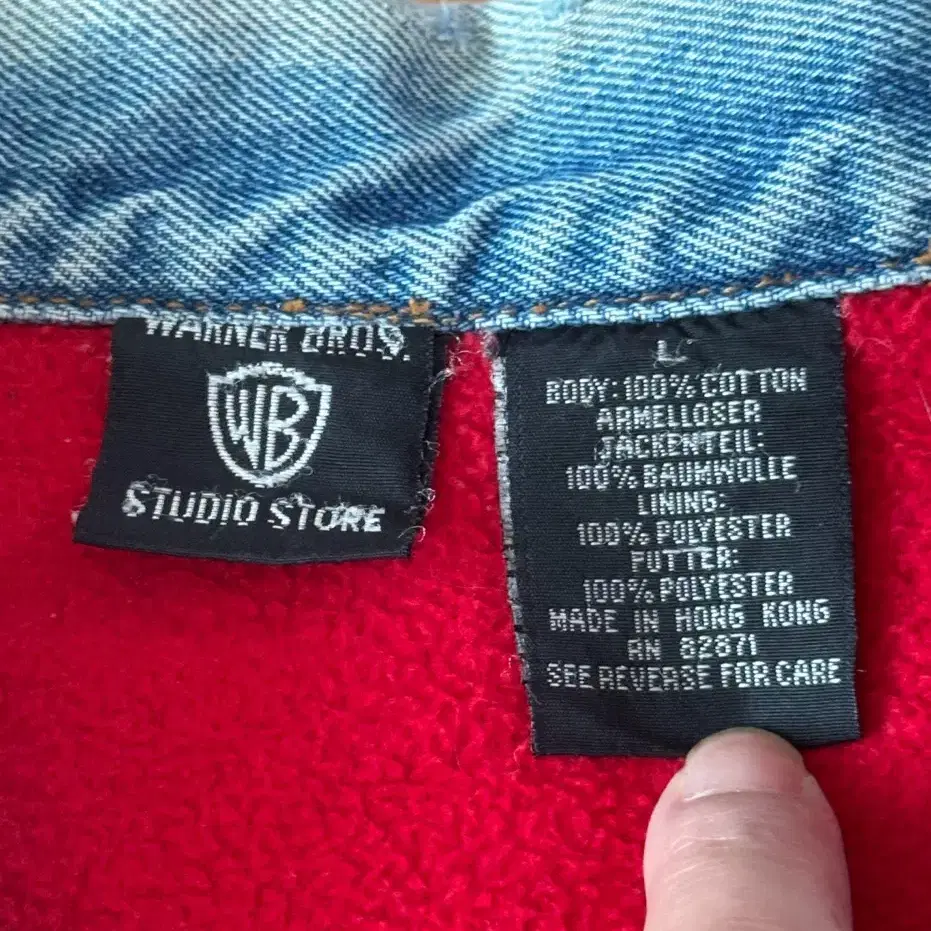 WARNER BROS.
WB
STUDIO STORE
L
BODY: 100% COTTON
ARMELLOSER
JACKENTEIL:
100% BAUMWOLLE
LINING:
100% POLYESTER
FUTTER:
100% POLYESTER
MADE IN HONG KONG
RN 82871
SEE REVERSE FOR CARE